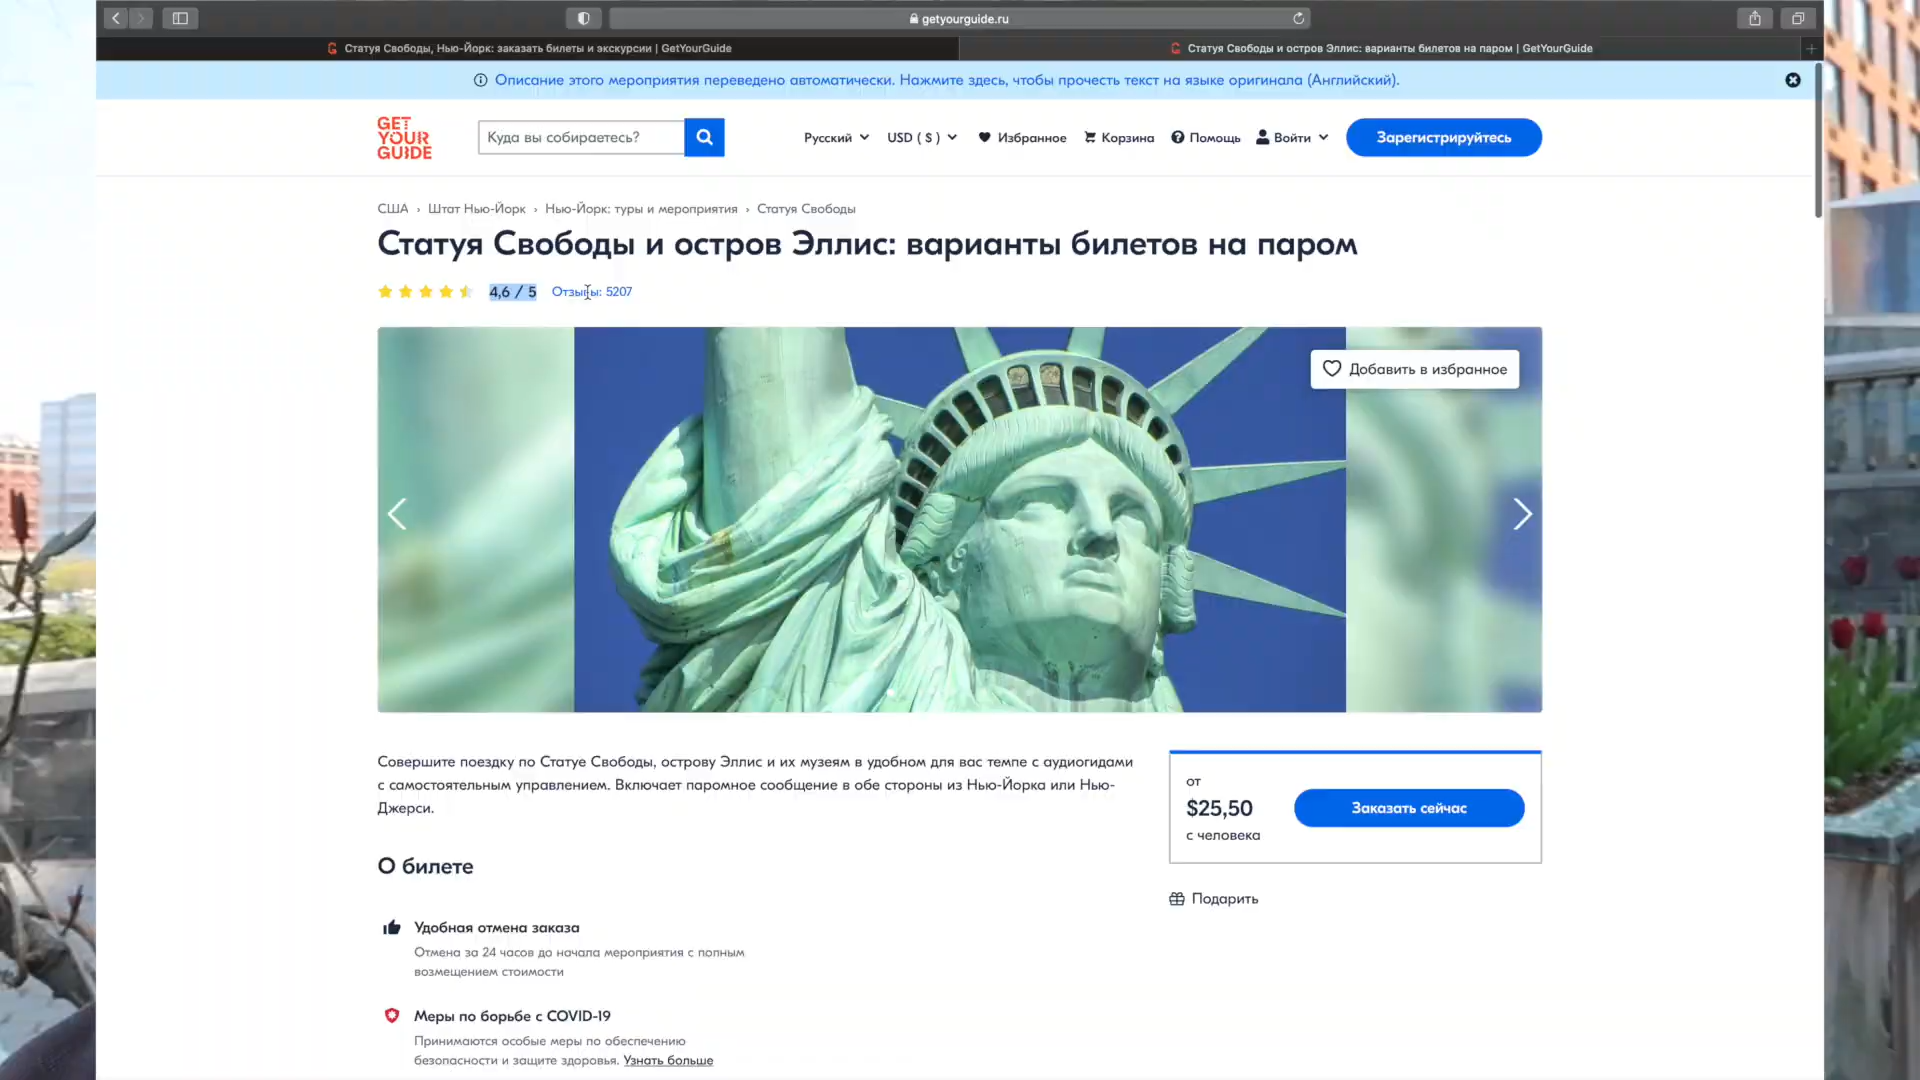 getyourguide.ru
Статуя Свободы, Нью-Йорк: заказать билеты и экскурсии | GetYourGuide
Статуя Свободы и остров Эллис: варианты билетов на паром | GetYourGuide
Описание этого мероприятия переведено автоматически. Нажмите здесь, чтобы прочесть текст на языке оригинала (Английский).
GET
YOUR
GUIDE
Куда вы собираетесь?
Русский
USD ( $ )
Избранное
Корзина
Помощь
Войти
Зарегистрируйтесь
США › Штат Нью-Йорк › Нью-Йорк: туры и мероприятия › Статуя Свободы
Статуя Свободы и остров Эллис: варианты билетов на паром
4,6 / 5 Отзывы: 5207
Добавить в избранное
Совершите поездку по Статуе Свободы, острову Эллис и их музеям в удобном для вас темпе с аудиогидами
с самостоятельным управлением. Включает паромное сообщение в обе стороны из Нью-Йорка или Нью-
Джерси.
от
$25,50
с человека
Заказать сейчас
Подарить
О билете
Удобная отмена заказа
Отмена за 24 часов до начала мероприятия с полным
возмещением стоимости
Меры по борьбе с COVID-19
Принимаются особые меры по обеспечению
безопасности и защите здоровья. Узнать больше